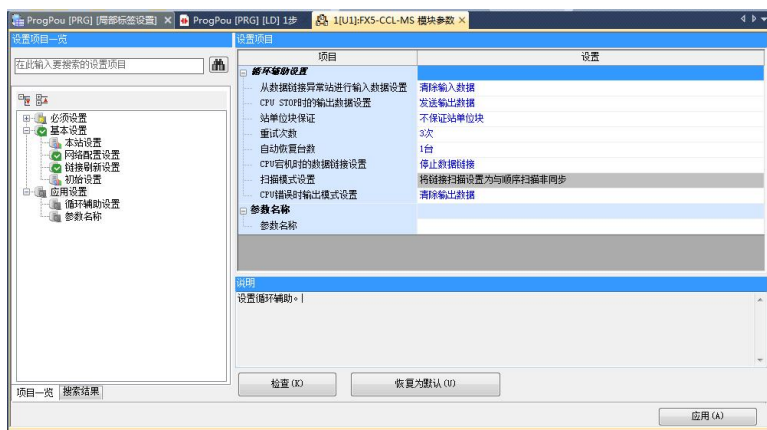 ProgPou [PRG] [局部标签设置]
ProgPou [PRG] [LD] 1步
1[U1]:FX5-CCL-MS 模块参数
设置项目一览
在此输入要搜索的设置项目
必须设置
基本设置
本站设置
网络配置设置
链接刷新设置
初始设置
应用设置
循环辅助设置
参数名称
项目一览
搜索结果
设置项目
项目 设置
循环辅助设置
从数据链接异常站进行输入数据设置 清除输入数据
CPU STOP时的输出数据设置 发送输出数据
站单位块保证 不保证站单位块
重试次数 3次
自动恢复台数 1台
CPU宕机时的数据链接设置 停止数据链接
扫描模式设置 将链接扫描设置为与顺序扫描非同步
CPU错误时输出模式设置 清除输出数据
参数名称
参数名称
说明
设置循环辅助。
检查(K)
恢复为默认(U)
应用(A)